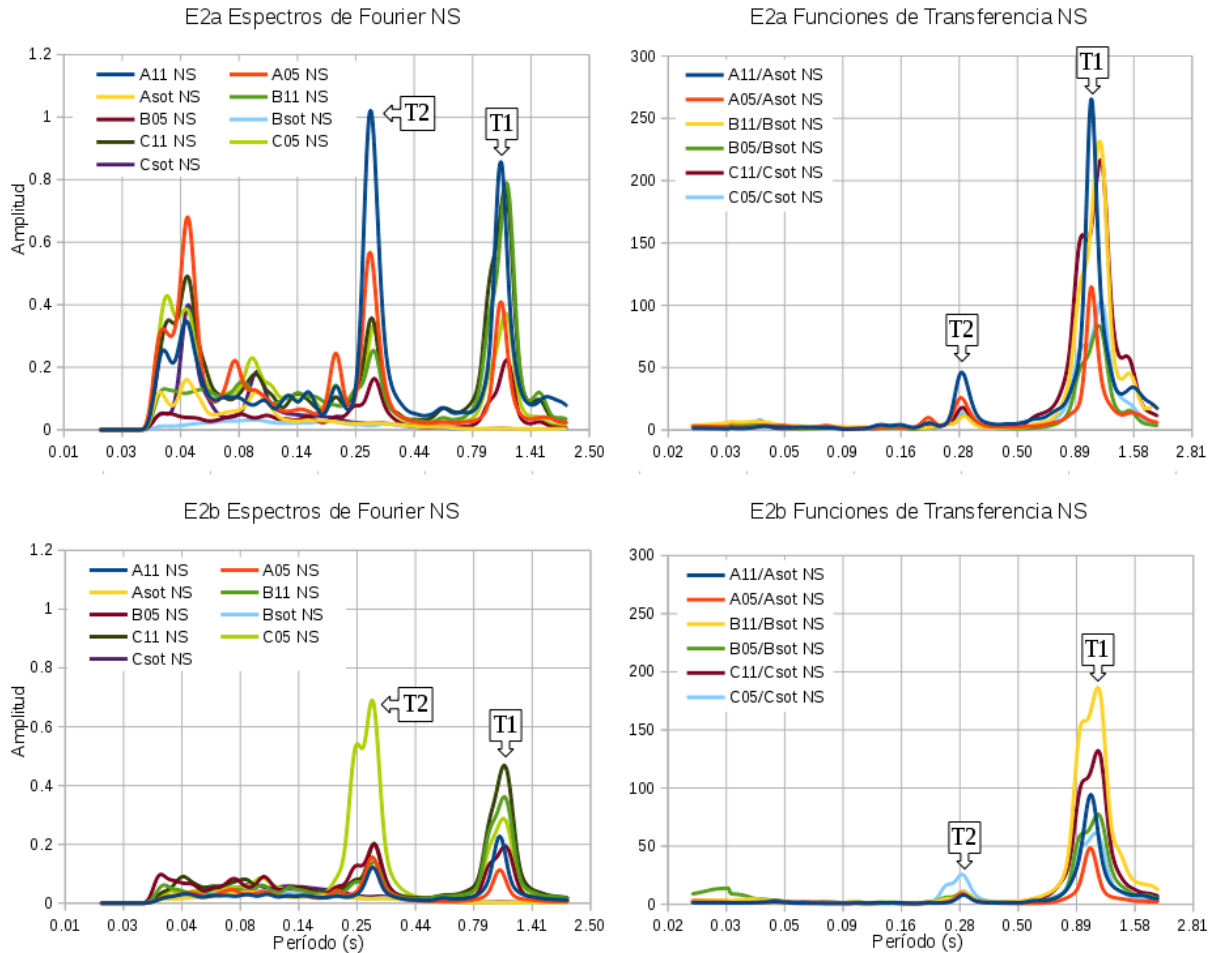 E2a Espectros de Fourier NS
1.2
1
0.8
0.6
0.4
0.2
0
Amplitud
A11 NS A05 NS
Asot NS B11 NS
B05 NS Bsot NS
C11 NS C05 NS
Csot NS
T2
T1
0.01 0.03 0.04 0.08 0.14 0.25 0.44 0.79 1.41 2.50
E2a Funciones de Transferencia NS
300
250
200
150
100
50
0
A11/Asot NS
A05/Asot NS
B11/Bsot NS
B05/Bsot NS
C11/Csot NS
C05/Csot NS
T1
T2
0.02 0.03 0.05 0.09 0.16 0.28 0.50 0.89 1.58 2.81
E2b Espectros de Fourier NS
1.2
1
0.8
0.6
0.4
0.2
0
Amplitud
A11 NS A05 NS
Asot NS B11 NS
B05 NS Bsot NS
C11 NS C05 NS
Csot NS
T2
T1
0.01 0.03 0.04 0.08 0.14 0.25 0.44 0.79 1.41 2.50
Período (s)
E2b Funciones de Transferencia NS
300
250
200
150
100
50
0
A11/Asot NS
A05/Asot NS
B11/Bsot NS
B05/Bsot NS
C11/Csot NS
C05/Csot NS
T1
T2
0.02 0.03 0.05 0.09 0.16 0.28 0.50 0.89 1.58 2.81
Período (s)